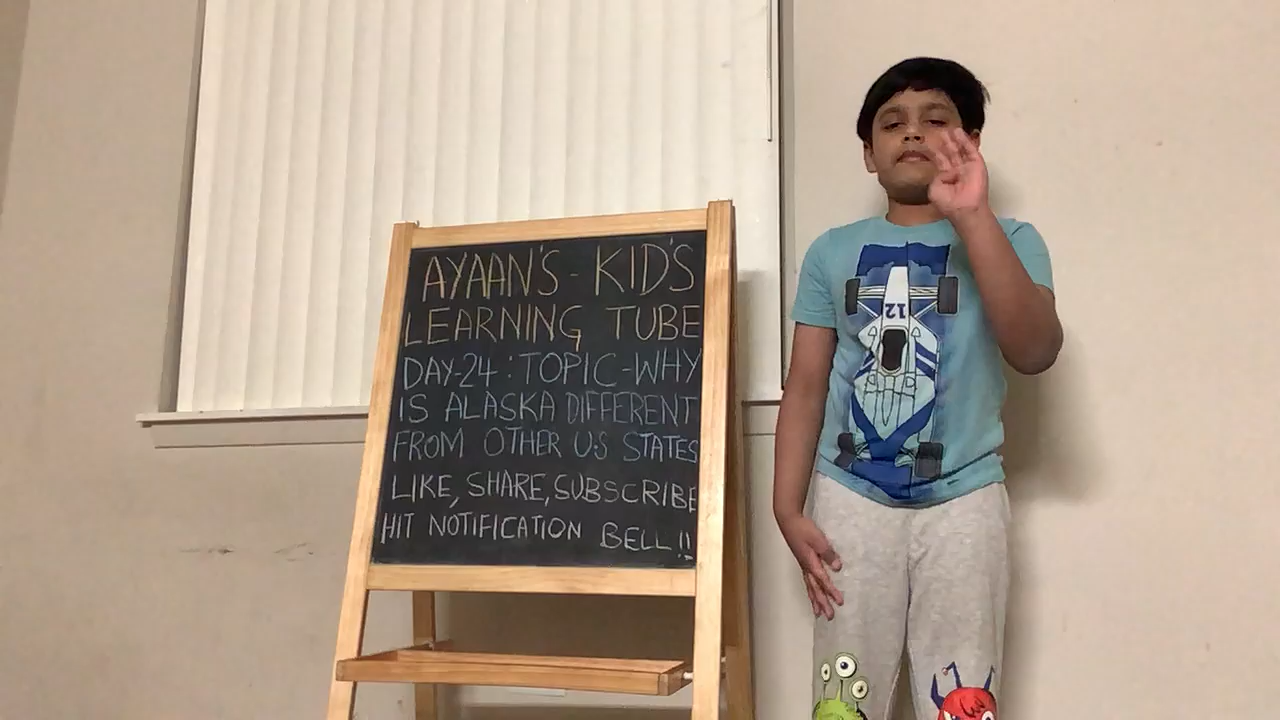 AYAAN'S - KID'S
LEARNING TUBE
DAY-24 : TOPIC - WHY
IS ALASKA DIFFERENT
FROM OTHER U.S STATES
LIKE, SHARE, SUBSCRIBE
HIT NOTIFICATION BELL !!
12